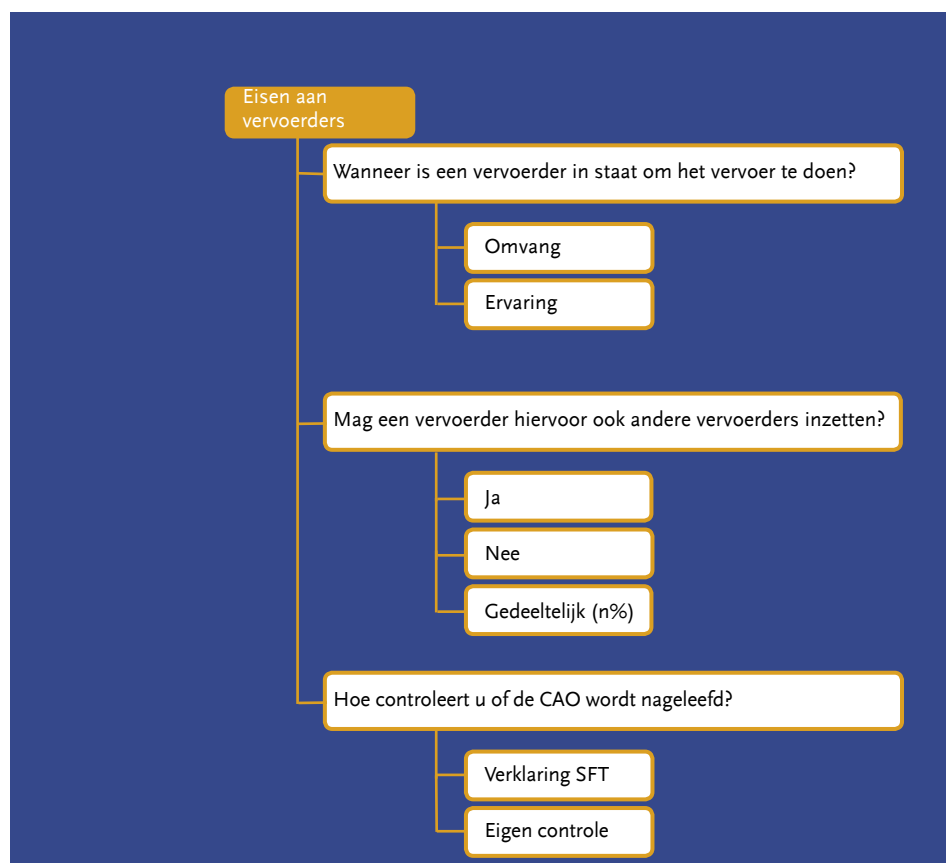 Eisen aan
vervoerders
Wanneer is een vervoerder in staat om het vervoer te doen?
Omvang
Ervaring
Mag een vervoerder hiervoor ook andere vervoerders inzetten?
Ja
Nee
Gedeeltelijk (n%)
Hoe controleert u of de CAO wordt nageleefd?
Verklaring SFT
Eigen controle